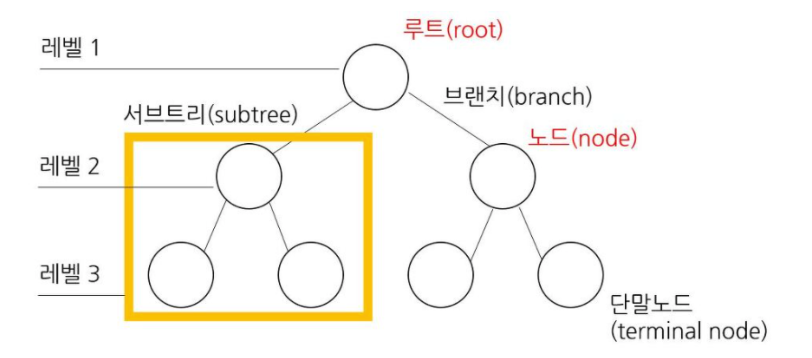 루트(root)
레벨 1
브랜치(branch)
서브트리(subtree)
노드(node)
레벨 2
레벨 3
단말노드
(terminal node)